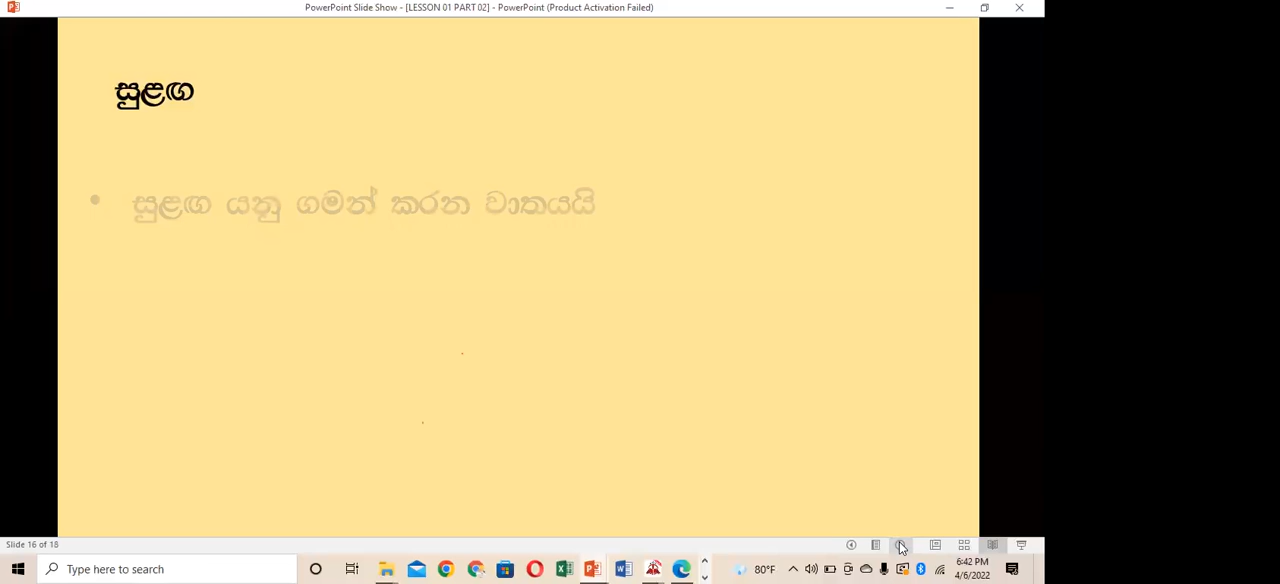 PowerPoint Slide Show - [LESSON 01 PART 02] - PowerPoint (Product Activation Failed)
සුළඟ
• සුළඟ යනු ගමන් කරන වාතයයි
Slide 16 of 18
Type here to search
80°F
6:42 PM
4/6/2022